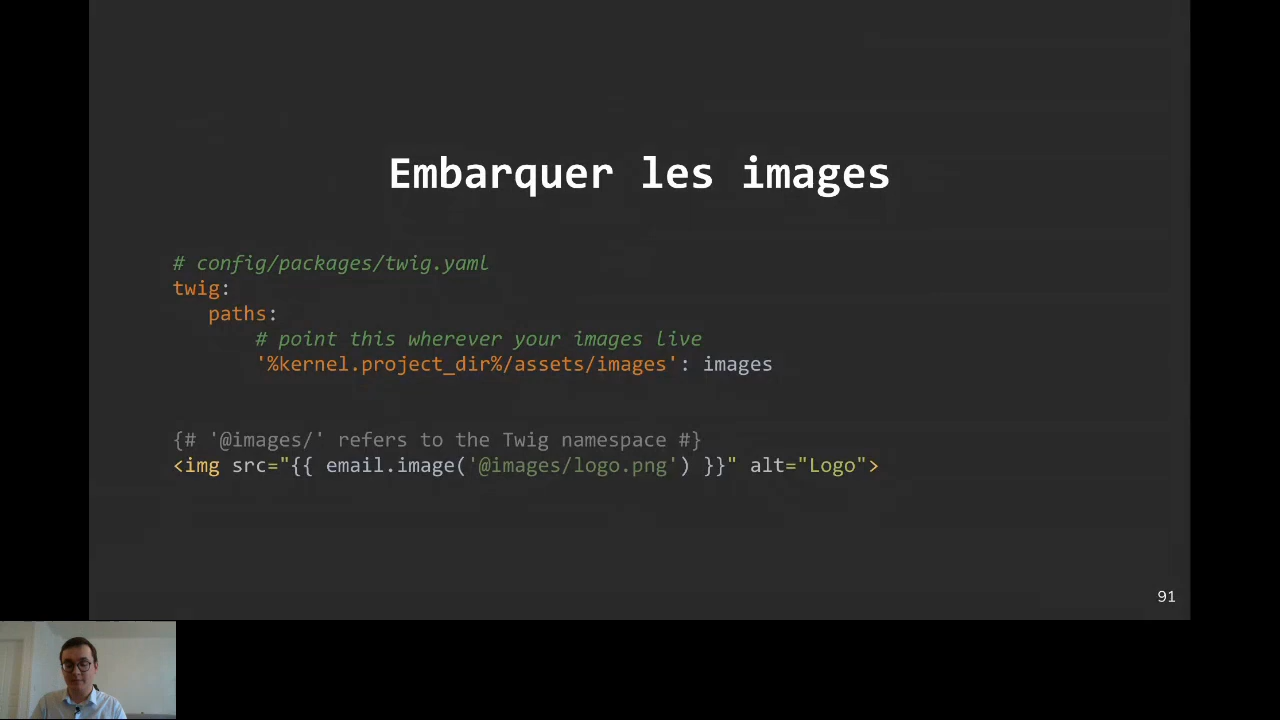 Embarquer les images
# config/packages/twig.yaml
twig:
paths:
# point this wherever your images live
'%kernel.project_dir%/assets/images': images
{# '@images/' refers to the Twig namespace #}
<img src="{{ email.image('@images/logo.png') }}" alt="Logo">
91